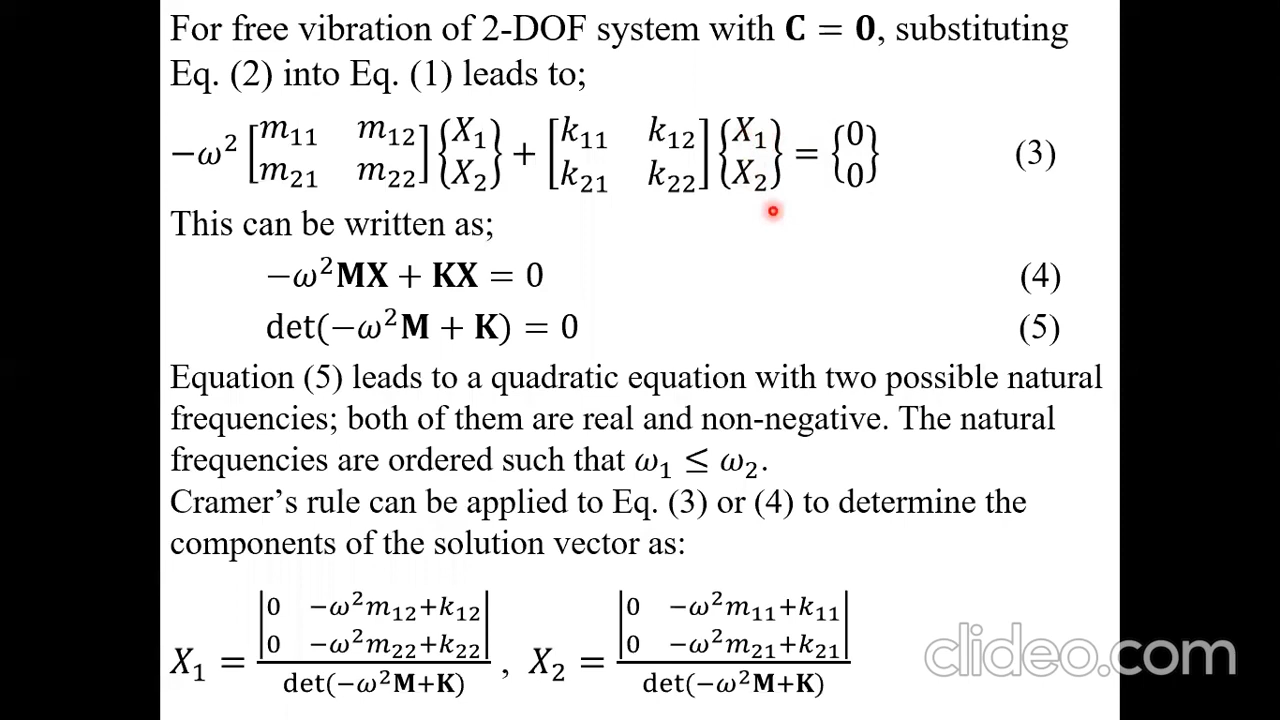 For free vibration of 2-DOF system with C = 0, substituting
Eq. (2) into Eq. (1) leads to;
−ω² [m₁₁ m₁₂; m₂₁ m₂₂] {X₁; X₂} + [k₁₁ k₁₂; k₂₁ k₂₂] {X₁; X₂} = {0; 0} (3)
This can be written as;
−ω²MX + KX = 0 (4)
det(−ω²M + K) = 0 (5)
Equation (5) leads to a quadratic equation with two possible natural
frequencies; both of them are real and non-negative. The natural
frequencies are ordered such that ω₁ ≤ ω₂.
Cramer's rule can be applied to Eq. (3) or (4) to determine the
components of the solution vector as:
X₁ = |0 −ω²m₁₂+k₁₂; 0 −ω²m₂₂+k₂₂| / det(−ω²M+K) , X₂ = |0 −ω²m₁₁+k₁₁; 0 −ω²m₂₁+k₂₁| / det(−ω²M+K)
clideo.com